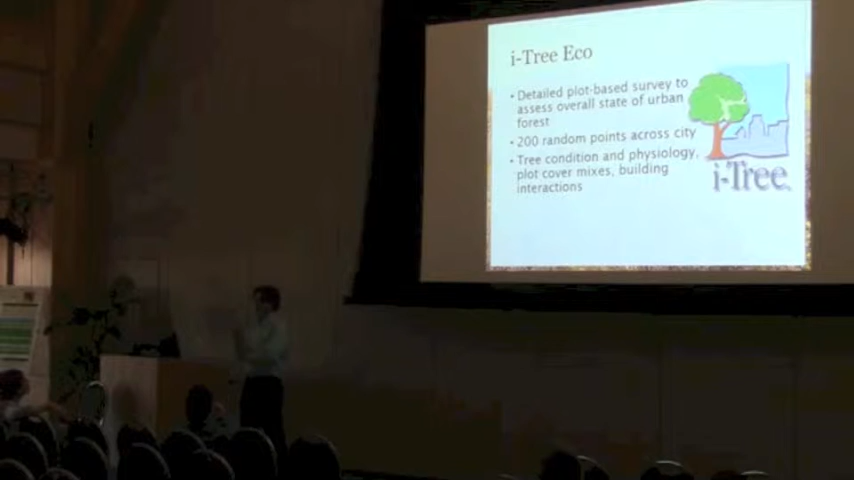 i-Tree Eco
• Detailed plot-based survey to
assess overall state of urban
forest
• 200 random points across city
• Tree condition and physiology,
plot cover mixes, building
interactions
i-Tree